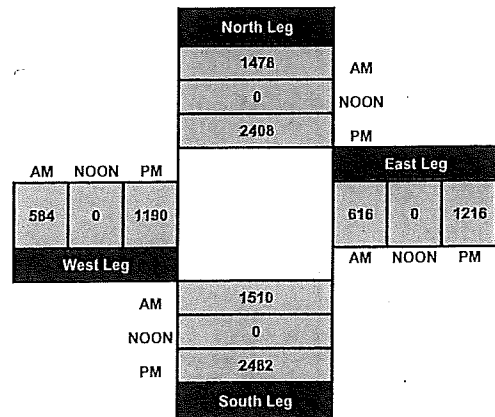 North Leg
1478 AM
0 NOON
2408 PM
AM NOON PM
584 0 1190
West Leg
East Leg
616 0 1216
AM NOON PM
AM 1510
NOON 0
PM 2482
South Leg